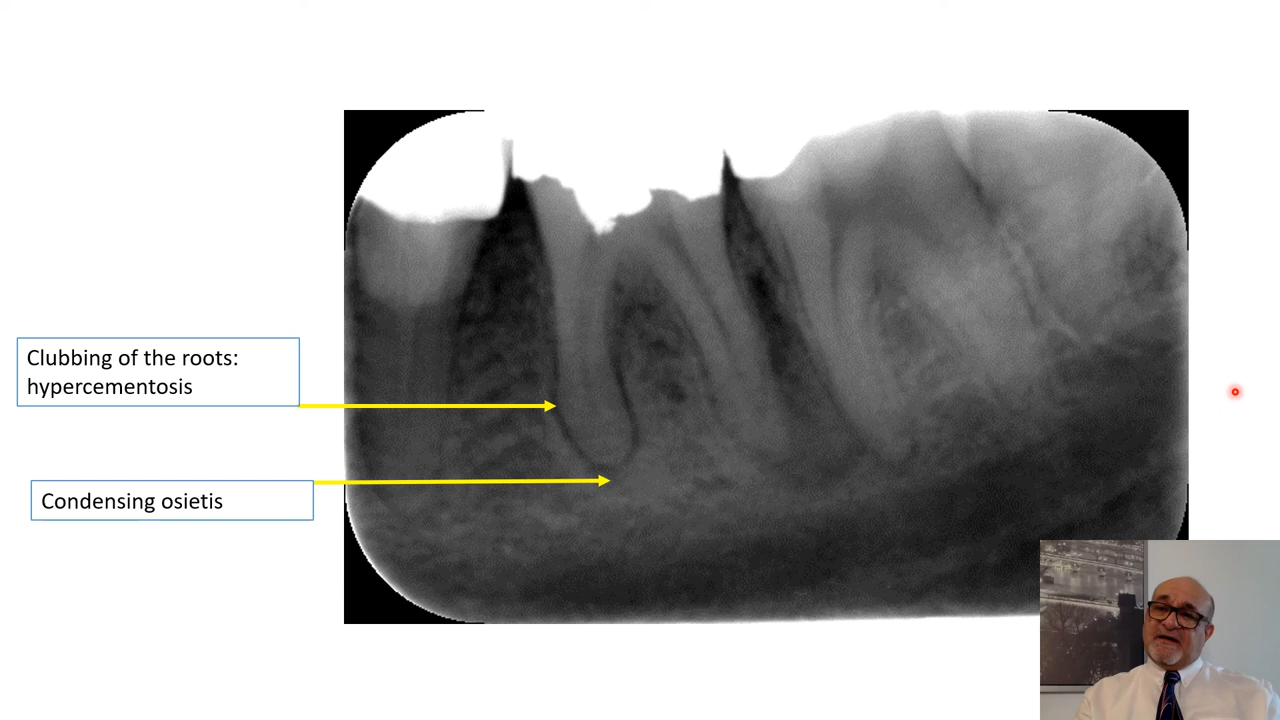 Clubbing of the roots:
hypercementosis
Condensing osietis